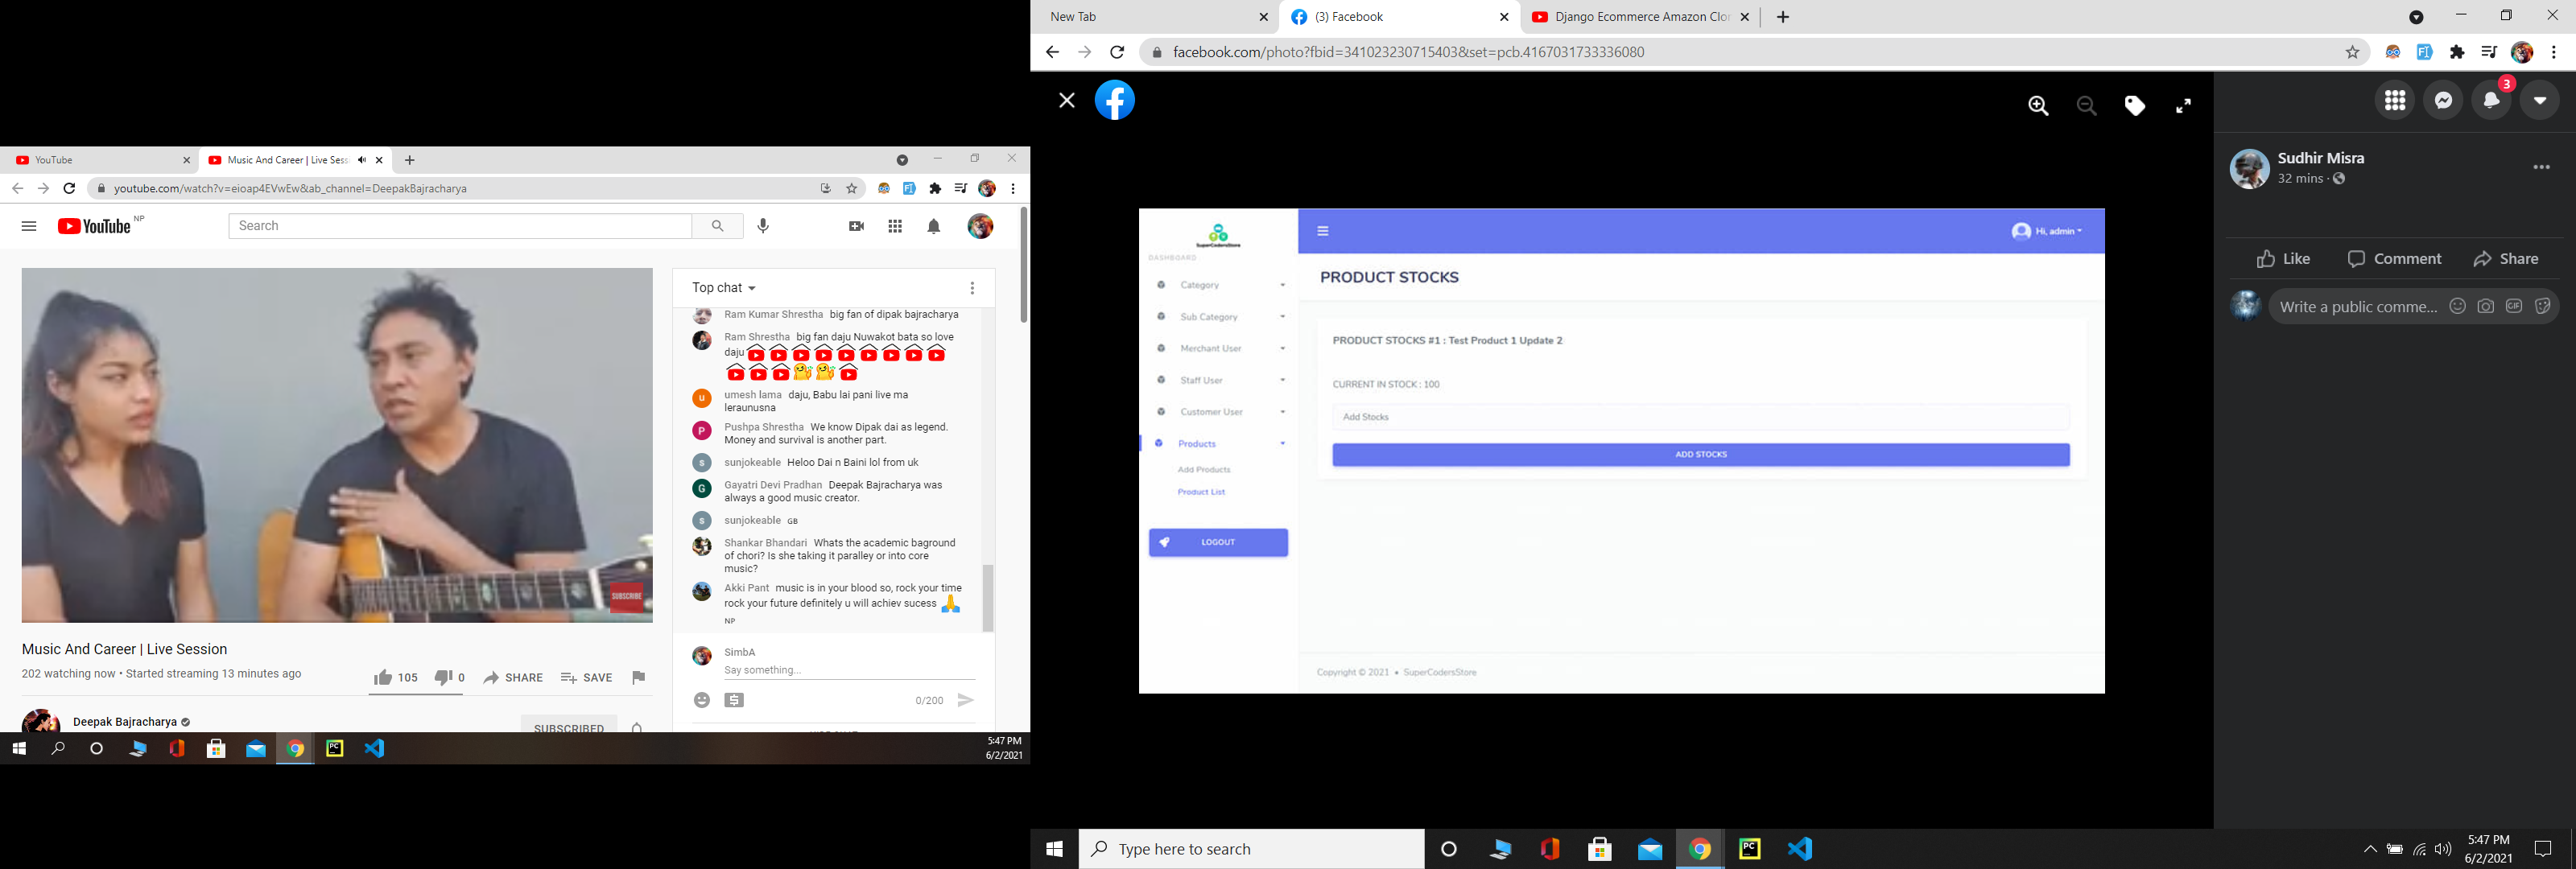 YouTube
Music And Career | Live Sess
youtube.com/watch?v=eioap4EVwEw&ab_channel=DeepakBajracharya
YouTube NP
Search
Top chat
Ram Kumar Shrestha big fan of dipak bajracharya
Ram Shrestha big fan daju Nuwakot bata so love
daju
umesh lama daju, Babu lai pani live ma
leraunusna
Pushpa Shrestha We know Dipak dai as legend.
Money and survival is another part.
sunjokeable Heloo Dai n Baini lol from uk
Gayatri Devi Pradhan Deepak Bajracharya was
always a good music creator.
sunjokeable GB
Shankar Bhandari Whats the academic baground
of chori? Is she taking it paralley or into core
music?
Akki Pant music is in your blood so, rock your time
rock your future definitely u will achiev sucess
NP
SimbA
Say something...
0/200
SUBSCRIBE
Music And Career | Live Session
202 watching now • Started streaming 13 minutes ago
105
0
SHARE
SAVE
Deepak Bajracharya
SUBSCRIBED
5:47 PM
6/2/2021
New Tab
(3) Facebook
Django Ecommerce Amazon Clor
facebook.com/photo?fbid=341023230715403&set=pcb.4167031733336080
3
Sudhir Misra
32 mins ·
Like
Comment
Share
Write a public comme...
GIF
SuperCodersStore
DASHBOARD
Category
Sub Category
Merchant User
Staff User
Customer User
Products
Add Products
Product List
LOGOUT
Hi, admin
PRODUCT STOCKS
PRODUCT STOCKS #1 : Test Product 1 Update 2
CURRENT IN STOCK : 100
Add Stocks
ADD STOCKS
Copyright © 2021 • SuperCodersStore
Type here to search
5:47 PM
6/2/2021